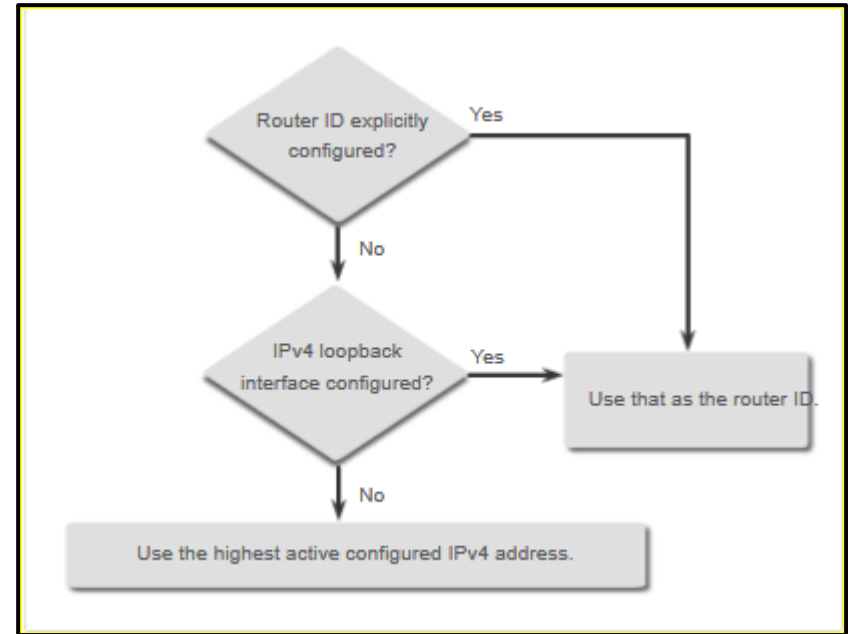 Router ID explicitly
configured?
Yes
No
IPv4 loopback
interface configured?
Yes
Use that as the router ID.
No
Use the highest active configured IPv4 address.